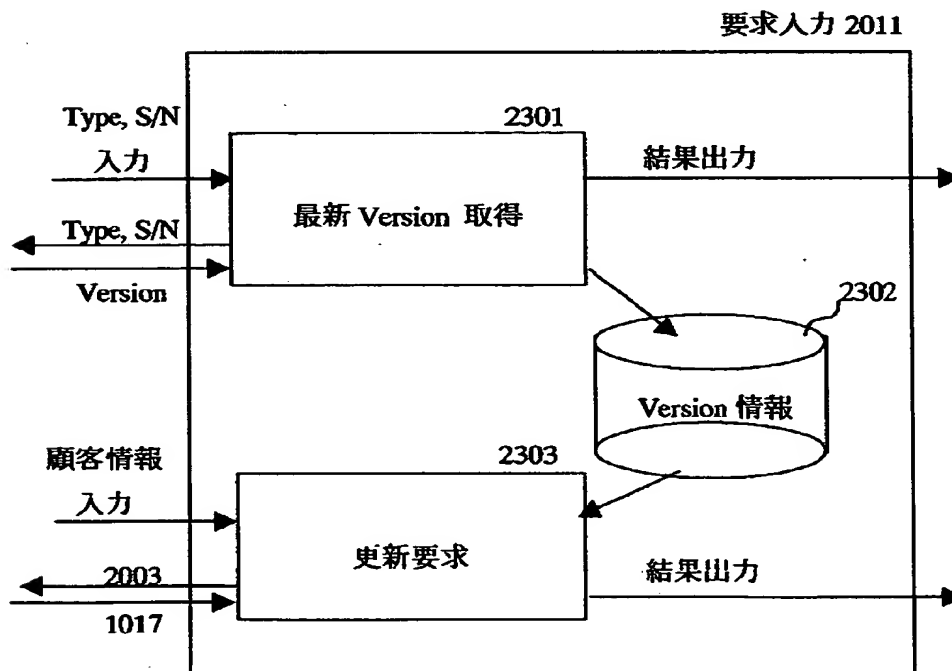 要求入力 2011
Type, S/N
入力
2301
結果出力
最新 Version 取得
Type, S/N
Version
2302
Version 情報
顧客情報
入力
2303
更新要求
結果出力
2003
1017